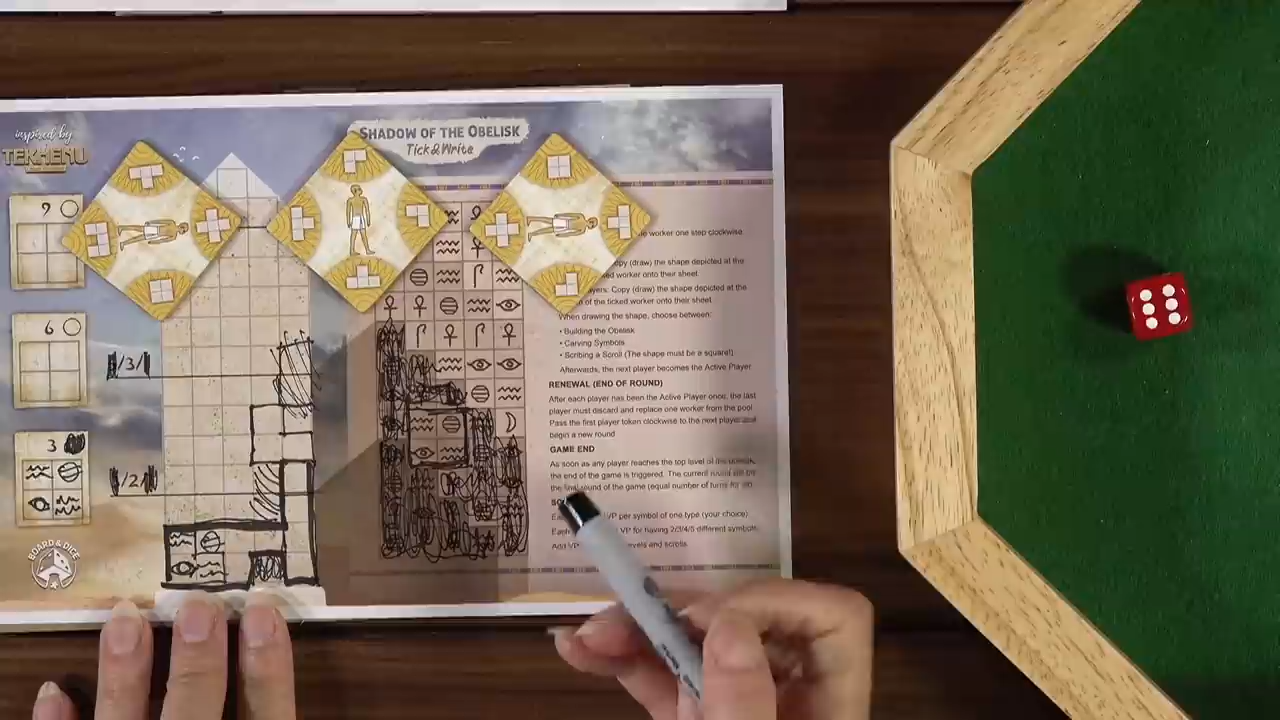 inspired by
TEKHENU
SHADOW OF THE OBELISK
Tick & Write
9
6
3
/3/
/2/
worker one step clockwise.
(draw) the shape depicted at the
worker onto their sheet.
Copy (draw) the shape depicted at the
of the ticked worker onto their sheet.
When drawing the shape, choose between:
• Building the Obelisk
• Carving Symbols
• Scribing a Scroll (The shape must be a square!)
Afterwards, the next player becomes the Active Player.
RENEWAL (END OF ROUND)
After each player has been the Active Player once, the last
player must discard and replace one worker from the pool.
Pass the first player token clockwise to the next player and
begin a new round.
GAME END
As soon as any player reaches the top level of the obelisk,
the end of the game is triggered. The current round will be
the final round of the game (equal number of turns for all).
VP per symbol of one type (your choice)
VP for having 2/3/4/5 different symbols.
Add VP levels and scrolls.
BOARD & DICE